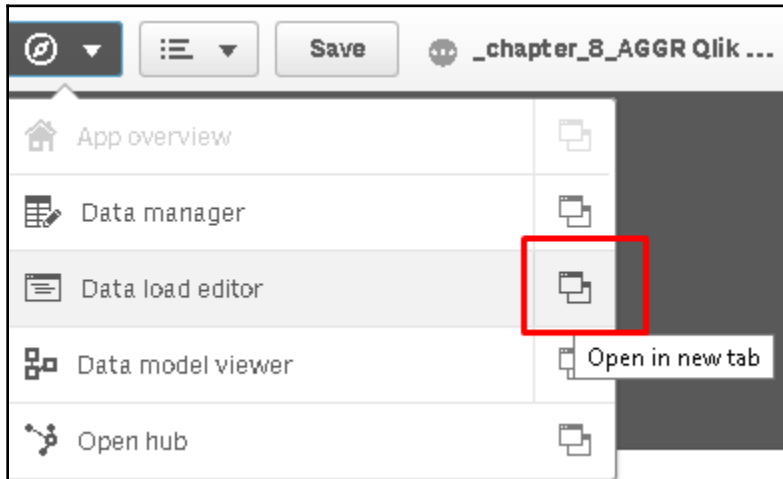 Save _chapter_8_AGGR Qlik ...
App overview
Data manager
Data load editor
Open in new tab
Data model viewer
Open hub